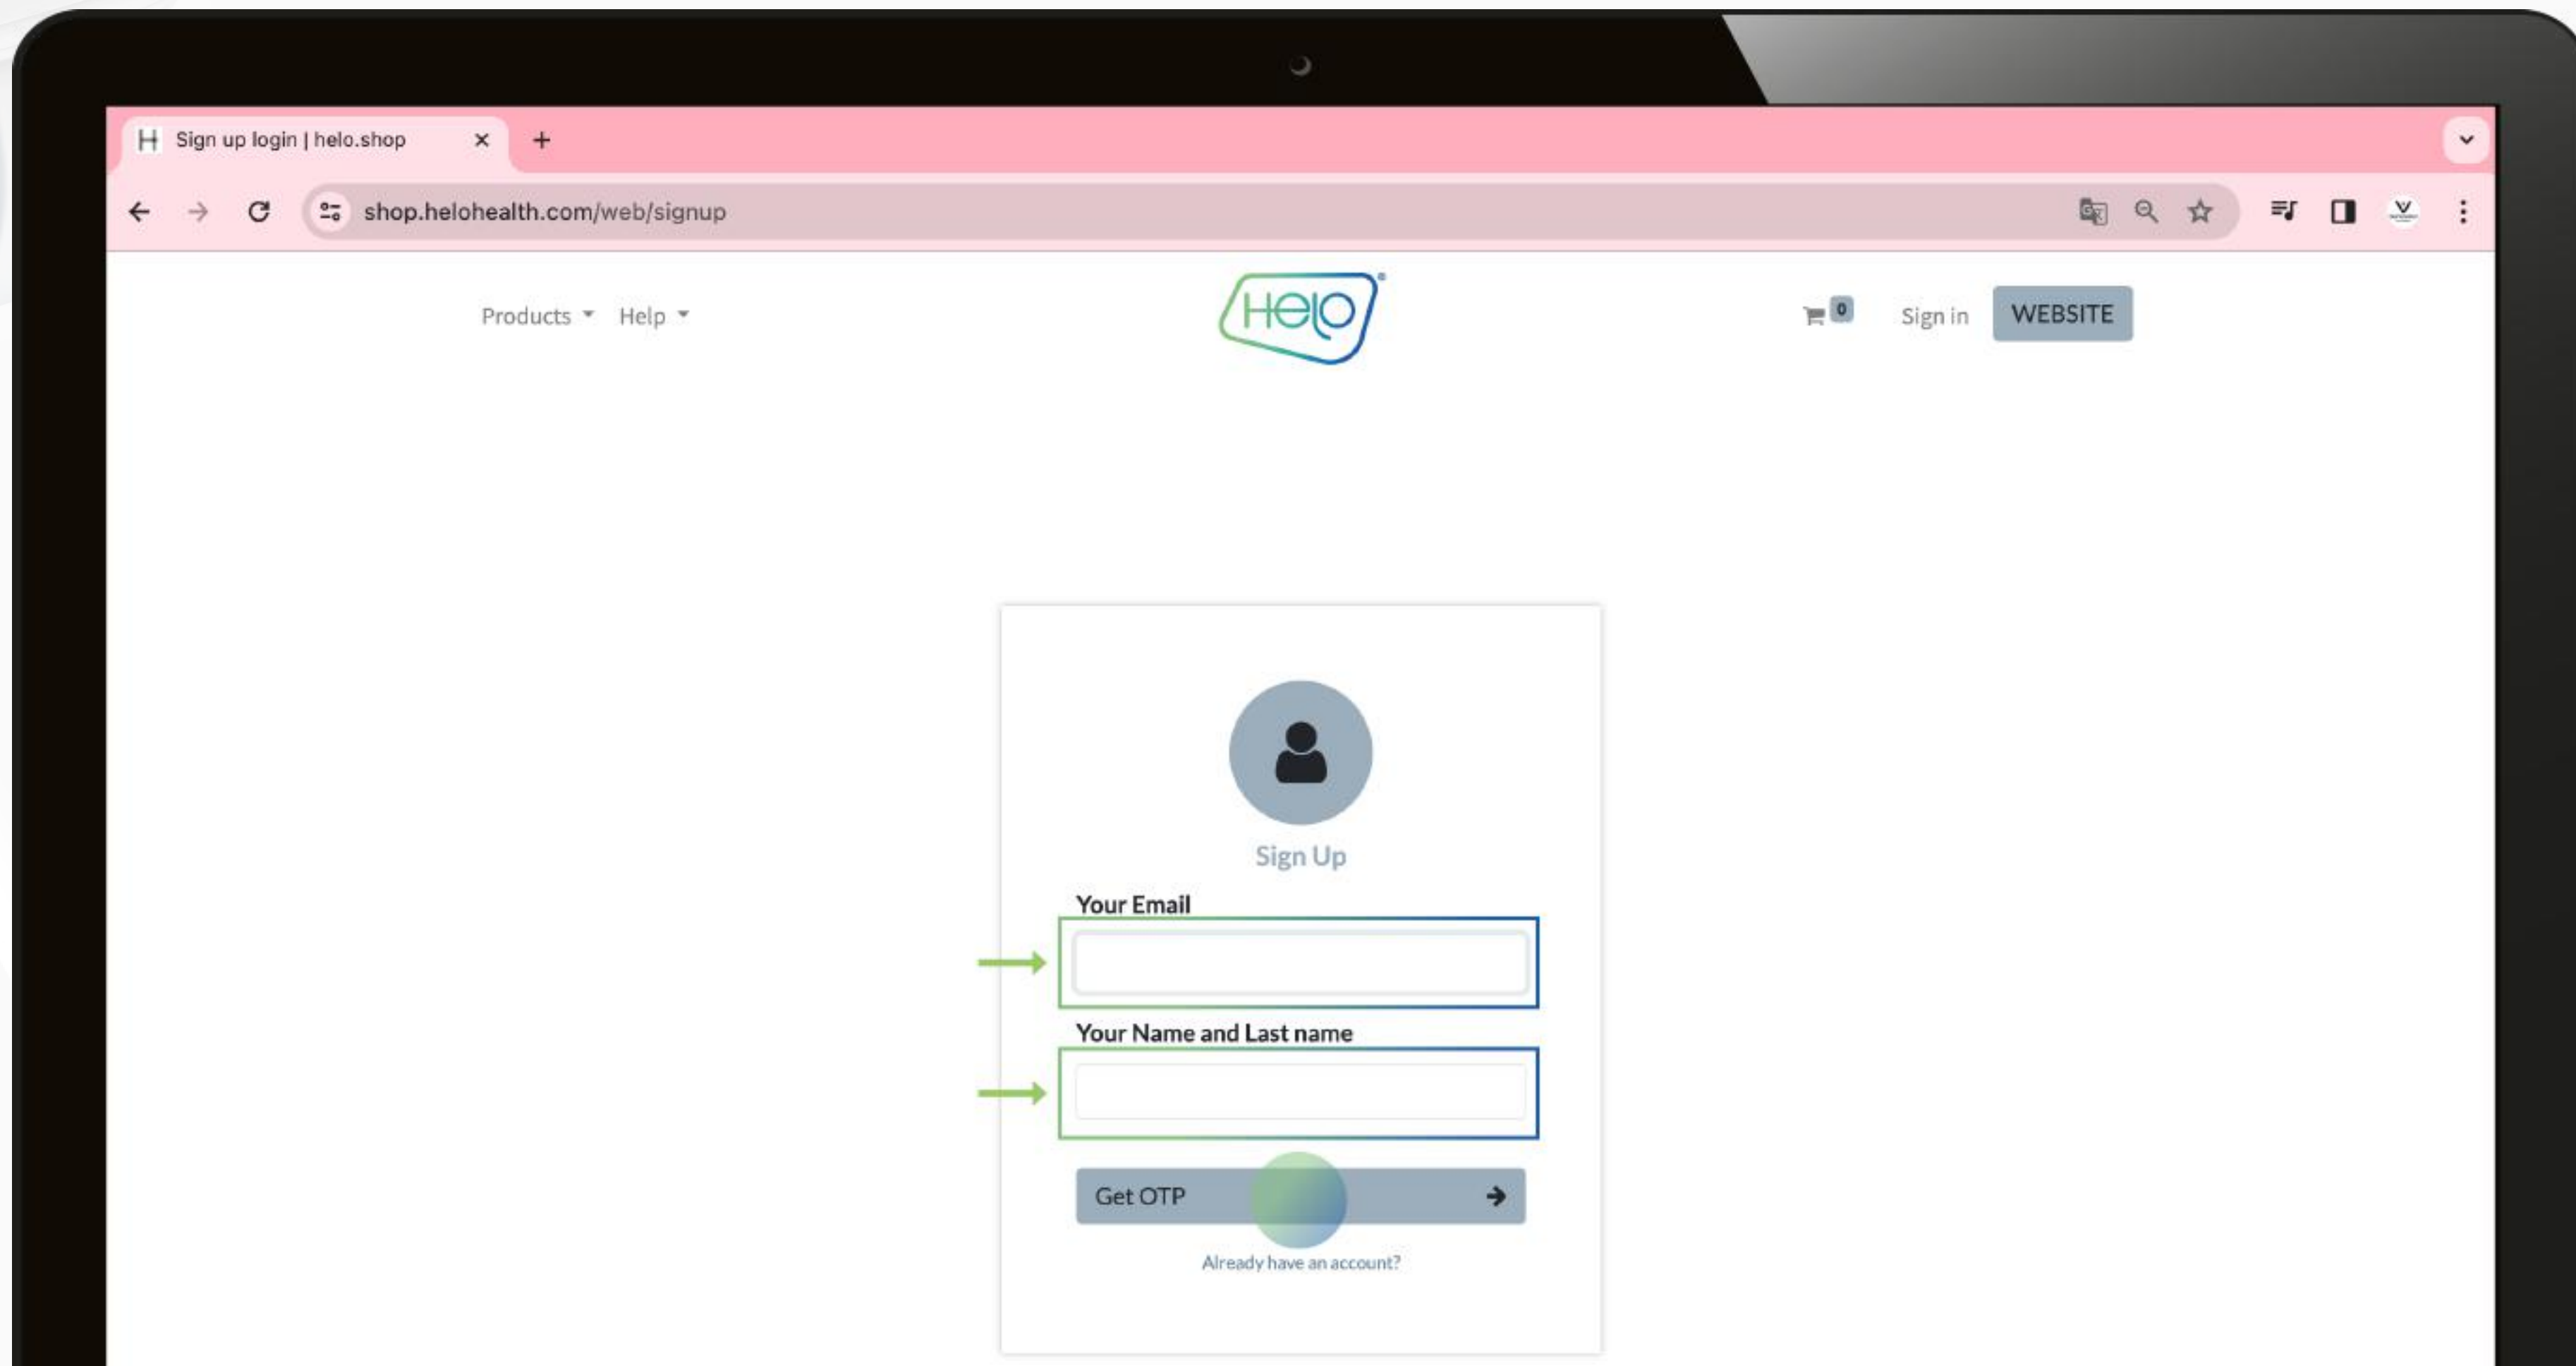 Sign up login | helo.shop
shop.helohealth.com/web/signup
Products Help
Helo®
0 Sign in WEBSITE
Sign Up
Your Email
Your Name and Last name
Get OTP
Already have an account?